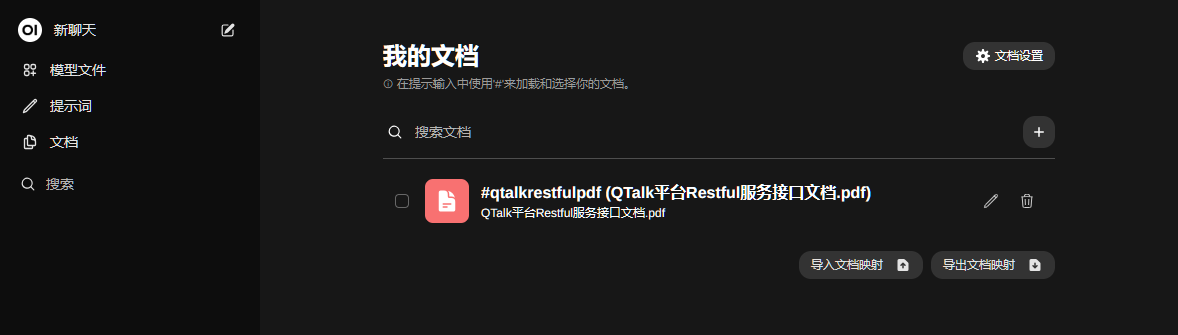 OI 新聊天
模型文件
提示词
文档
搜索
我的文档
文档设置
在提示输入中使用'#'来加载和选择你的文档。
搜索文档
#qtalkrestfulpdf (QTalk平台Restful服务接口文档.pdf)
QTalk平台Restful服务接口文档.pdf
导入文档映射
导出文档映射